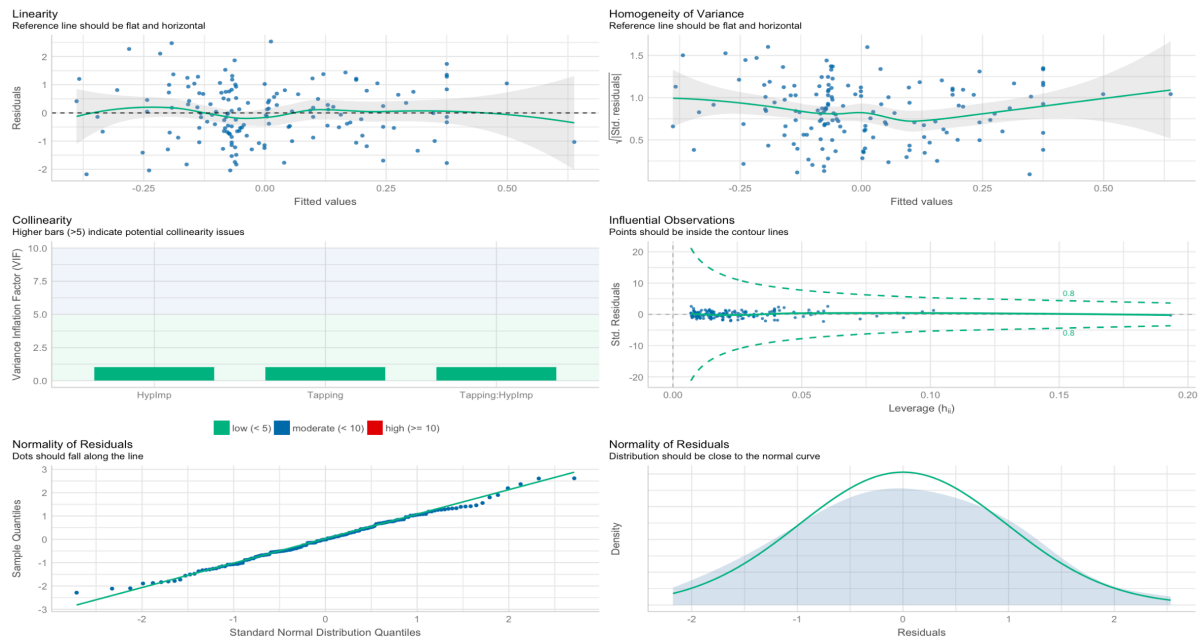 Linearity
Reference line should be flat and horizontal
Residuals
2
1
0
-1
-2
-0.25
0.00
0.25
0.50
Fitted values
Homogeneity of Variance
Reference line should be flat and horizontal
√|Std. residuals|
1.5
1.0
0.5
-0.25
0.00
0.25
0.50
Fitted values
Collinearity
Higher bars (>5) indicate potential collinearity issues
Variance Inflation Factor (VIF)
10.0
7.5
5.0
2.5
0.0
HypImp
Tapping
Tapping:HypImp
low (< 5)
moderate (< 10)
high (>= 10)
Influential Observations
Points should be inside the contour lines
Std. Residuals
20
10
0
-10
-20
0.8
0.8
0.00
0.05
0.10
0.15
0.20
Leverage (hᵢᵢ)
Normality of Residuals
Dots should fall along the line
Sample Quantiles
3
2
1
0
-1
-2
-3
-2
-1
0
1
2
Standard Normal Distribution Quantiles
Normality of Residuals
Distribution should be close to the normal curve
Density
-2
-1
0
1
2
Residuals